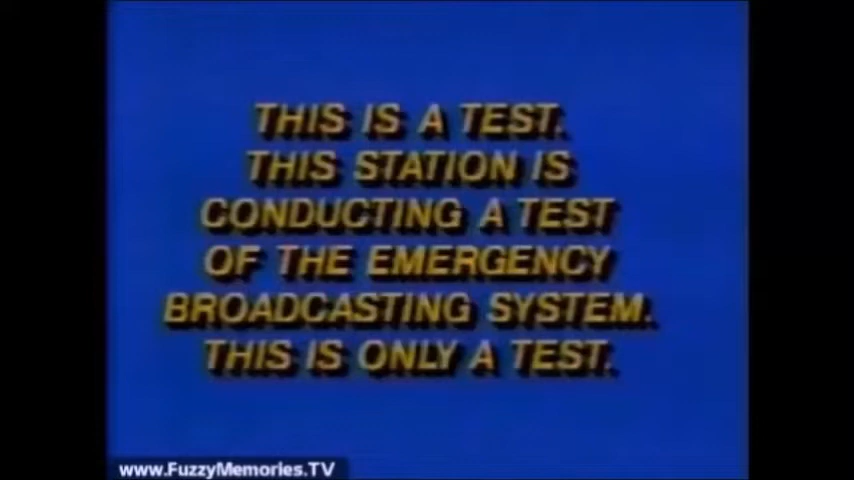 THIS IS A TEST.
THIS STATION IS
CONDUCTING A TEST
OF THE EMERGENCY
BROADCASTING SYSTEM.
THIS IS ONLY A TEST.
www.FuzzyMemories.TV